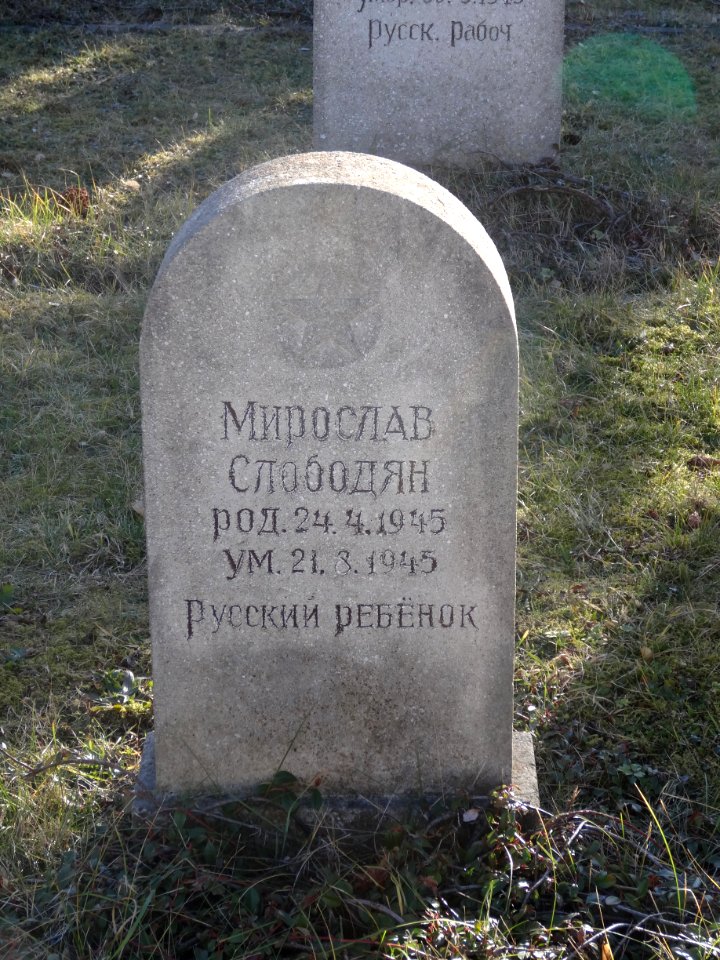 Русск. рабоч
Мирослав
Слободян
род. 24. 4. 1945
ум. 21. 8. 1945
Русский ребёнок